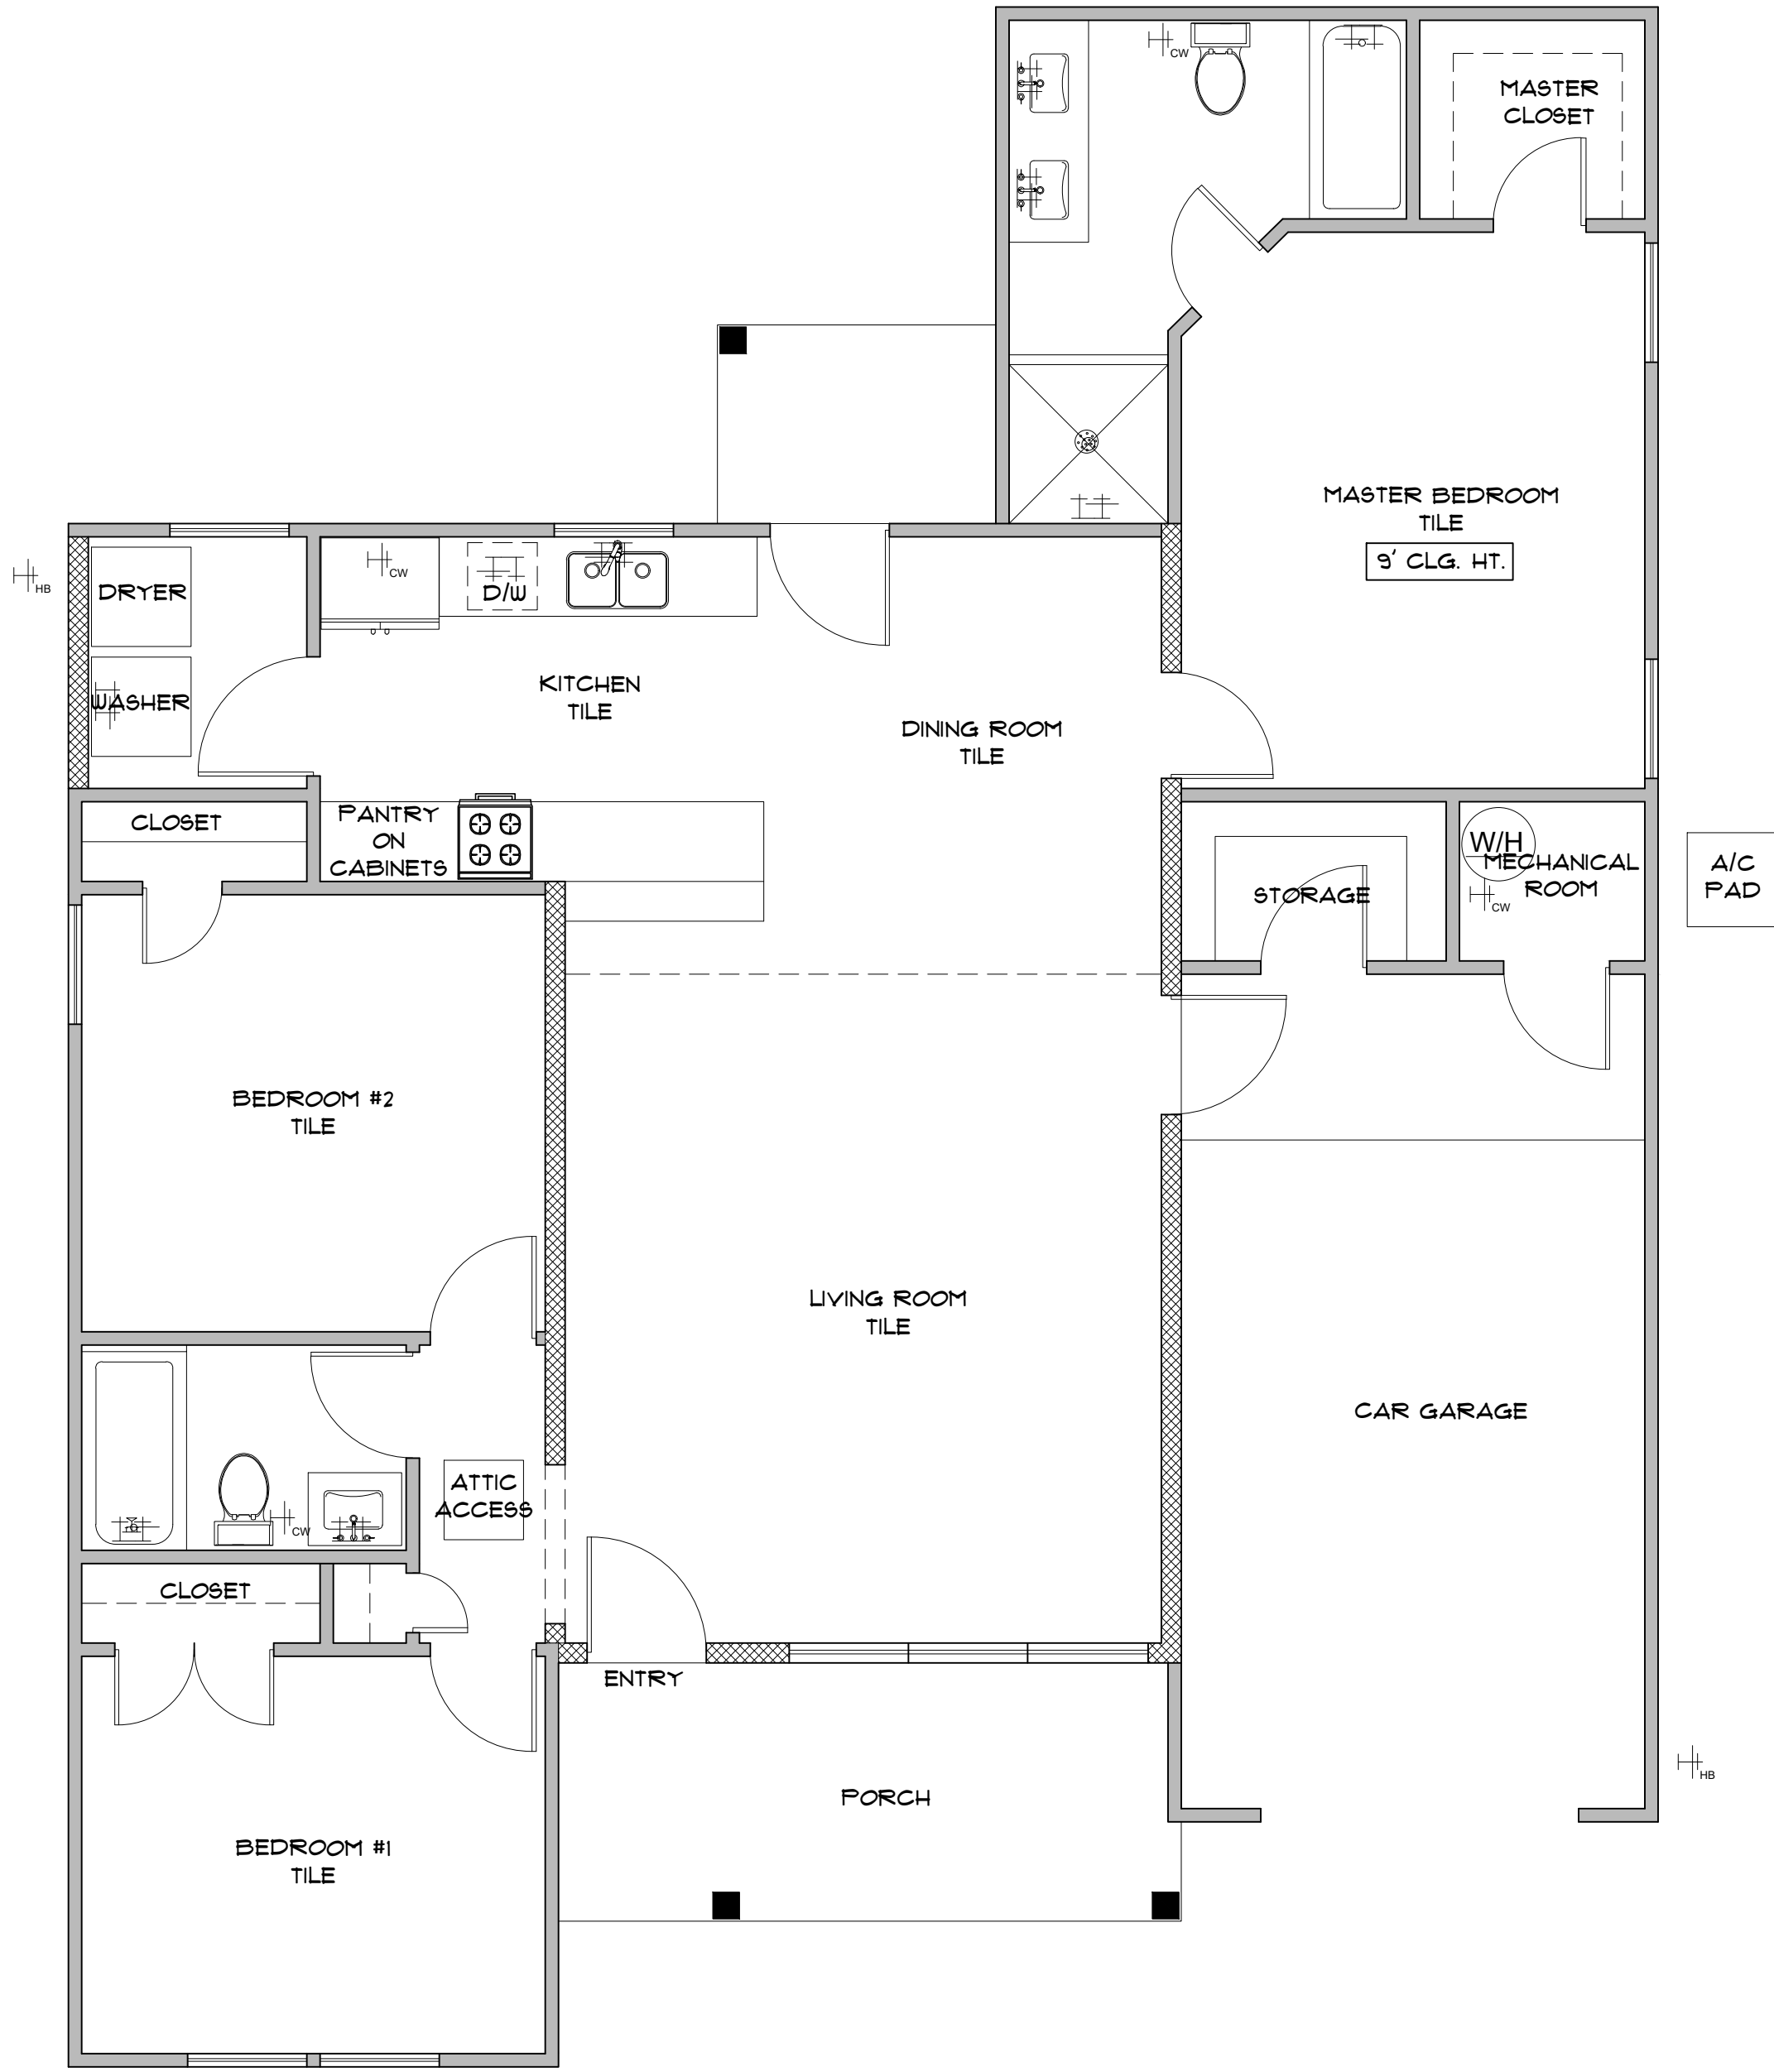 CW
MASTER
CLOSET
MASTER BEDROOM
TILE
9' CLG. HT.
HB
DRYER
CW
D/W
WASHER
KITCHEN
TILE
DINING ROOM
TILE
CLOSET
PANTRY
ON
CABINETS
STORAGE
W/H
MECHANICAL
ROOM
CW
A/C
PAD
BEDROOM #2
TILE
LIVING ROOM
TILE
CAR GARAGE
ATTIC
ACCESS
CW
CLOSET
ENTRY
HB
PORCH
BEDROOM #1
TILE